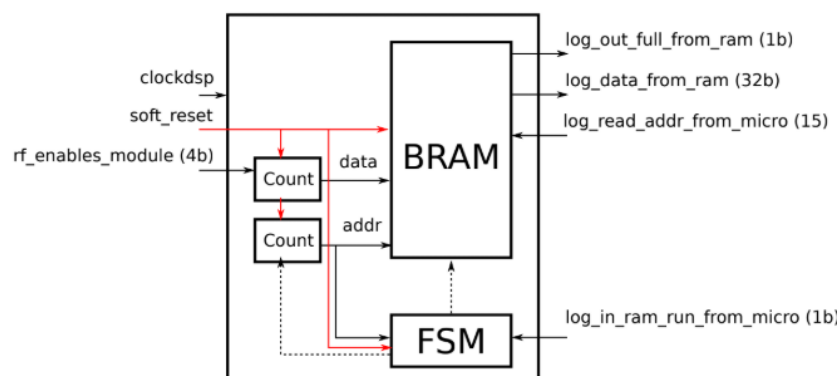 log_out_full_from_ram (1b)
clockdsp
log_data_from_ram (32b)
soft_reset
log_read_addr_from_micro (15)
rf_enables_module (4b)
data
BRAM
Count
addr
Count
log_in_ram_run_from_micro (1b)
FSM